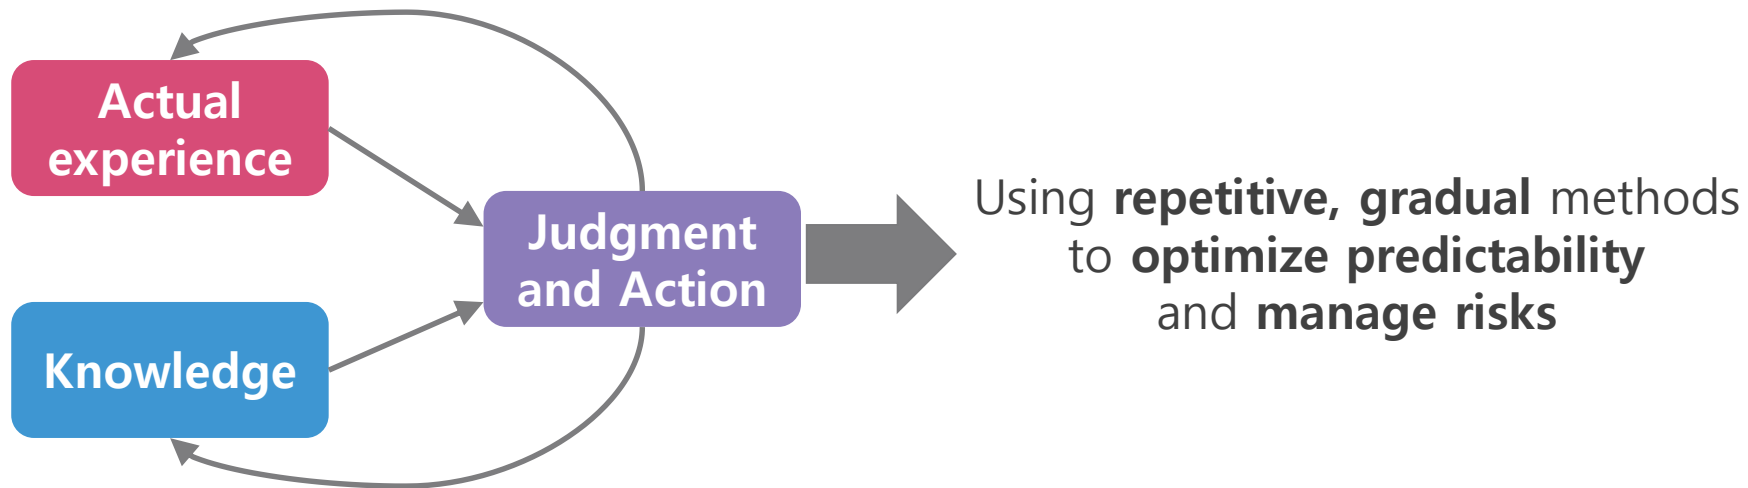 Actual
experience
Judgment
and Action
Knowledge
Using repetitive, gradual methods
to optimize predictability
and manage risks